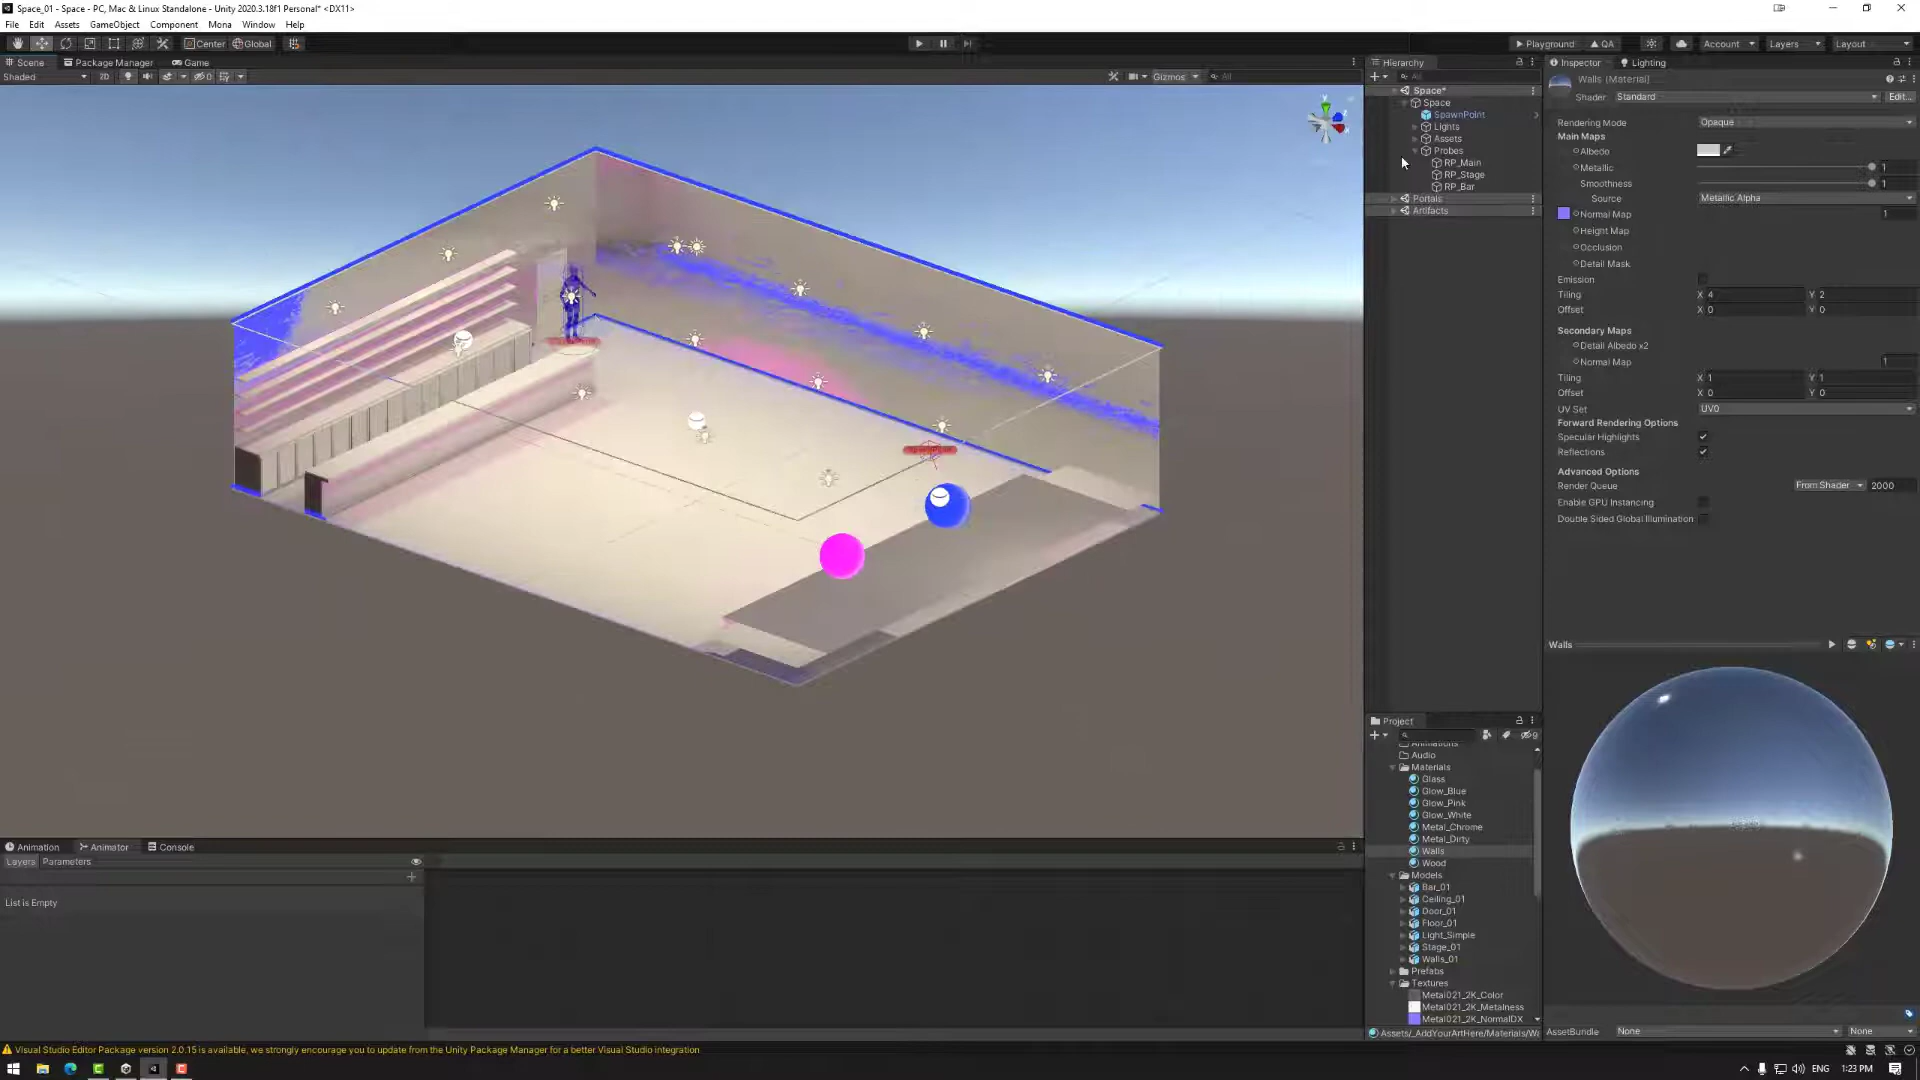 Space_01 - Space - PC, Mac & Linux Standalone - Unity 2020.3.18f1 Personal* <DX11>
File Edit Assets GameObject Component Tools Mona Window Help
Center Global
Playground QA Account Layers Layout
Scene Package Manager Game
Shaded 2D 0 Gizmos All
Hierarchy
All
Space*
Space
SpawnPoint
Lights
Assets
Probes
RP_Main
RP_Stage
RP_Bar
Portals
Artifacts
Inspector Lighting
Walls (Material)
Shader Standard Edit...
Rendering Mode Opaque
Main Maps
Albedo
Metallic 1
Smoothness 1
Source Metallic Alpha
Normal Map 1
Height Map
Occlusion
Detail Mask
Emission
Tiling X 4 Y 2
Offset X 0 Y 0
Secondary Maps
Detail Albedo x2
Normal Map 1
Tiling X 1 Y 1
Offset X 0 Y 0
UV Set UV0
Forward Rendering Options
Specular Highlights
Reflections
Advanced Options
Render Queue From Shader 2000
Enable GPU Instancing
Double Sided Global Illumination
Walls
AssetBundle None None
Project
9
Animations
Audio
Materials
Glass
Glow_Blue
Glow_Pink
Glow_White
Metal_Chrome
Metal_Dirty
Walls
Wood
Models
Bar_01
Ceiling_01
Door_01
Floor_01
Light_Simple
Stage_01
Walls_01
Prefabs
Textures
Metal021_2K_Color
Metal021_2K_Metalness
Metal021_2K_NormalDX
Assets/_AddYourArtHere/Materials/Wa
Animation Animator Console
Layers Parameters
List is Empty
Visual Studio Editor Package version 2.0.15 is available, we strongly encourage you to update from the Unity Package Manager for a better Visual Studio integration
ENG 1:23 PM